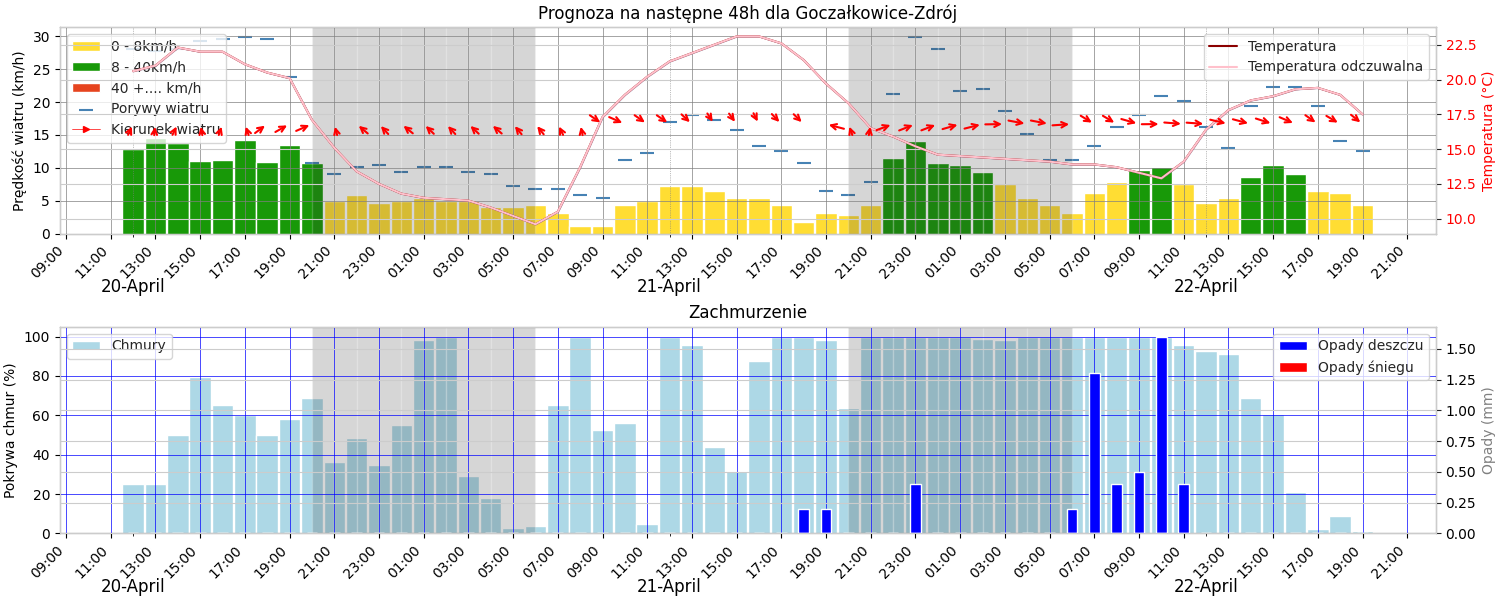 Prognoza na następne 48h dla Goczałkowice-Zdrój
Prędkość wiatru (km/h)
30
25
20
15
10
5
0
0 - 8km/h
8 - 40km/h
40 +.... km/h
Porywy wiatru
Kierunek wiatru
Temperatura
Temperatura odczuwalna
22.5
20.0
17.5
15.0
12.5
10.0
Temperatura (°C)
09:00 11:00 13:00 15:00 17:00 19:00 21:00 23:00 01:00 03:00 05:00 07:00 09:00 11:00 13:00 15:00 17:00 19:00 21:00 23:00 01:00 03:00 05:00 07:00 09:00 11:00 13:00 15:00 17:00 19:00 21:00
20-April 21-April 22-April
Zachmurzenie
Pokrywa chmur (%)
100
80
60
40
20
0
Chmury
Opady deszczu
Opady śniegu
1.50
1.25
1.00
0.75
0.50
0.25
0.00
Opady (mm)
09:00 11:00 13:00 15:00 17:00 19:00 21:00 23:00 01:00 03:00 05:00 07:00 09:00 11:00 13:00 15:00 17:00 19:00 21:00 23:00 01:00 03:00 05:00 07:00 09:00 11:00 13:00 15:00 17:00 19:00 21:00
20-April 21-April 22-April